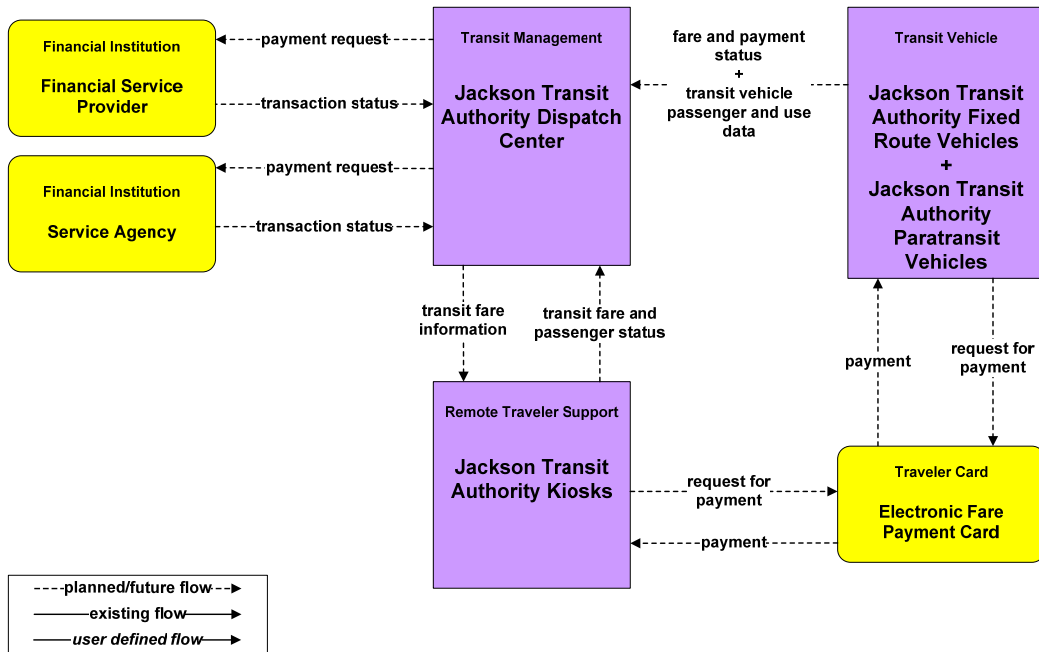 Financial Institution
Financial Service
Provider
payment request
transaction status
Transit Management
Jackson Transit
Authority Dispatch
Center
fare and payment
status
+
transit vehicle
passenger and use
data
Transit Vehicle
Jackson Transit
Authority Fixed
Route Vehicles
+
Jackson Transit
Authority
Paratransit
Vehicles
Financial Institution
Service Agency
payment request
transaction status
transit fare
information
transit fare and
passenger status
payment
request for
payment
Remote Traveler Support
Jackson Transit
Authority Kiosks
request for
payment
payment
Traveler Card
Electronic Fare
Payment Card
planned/future flow
existing flow
user defined flow